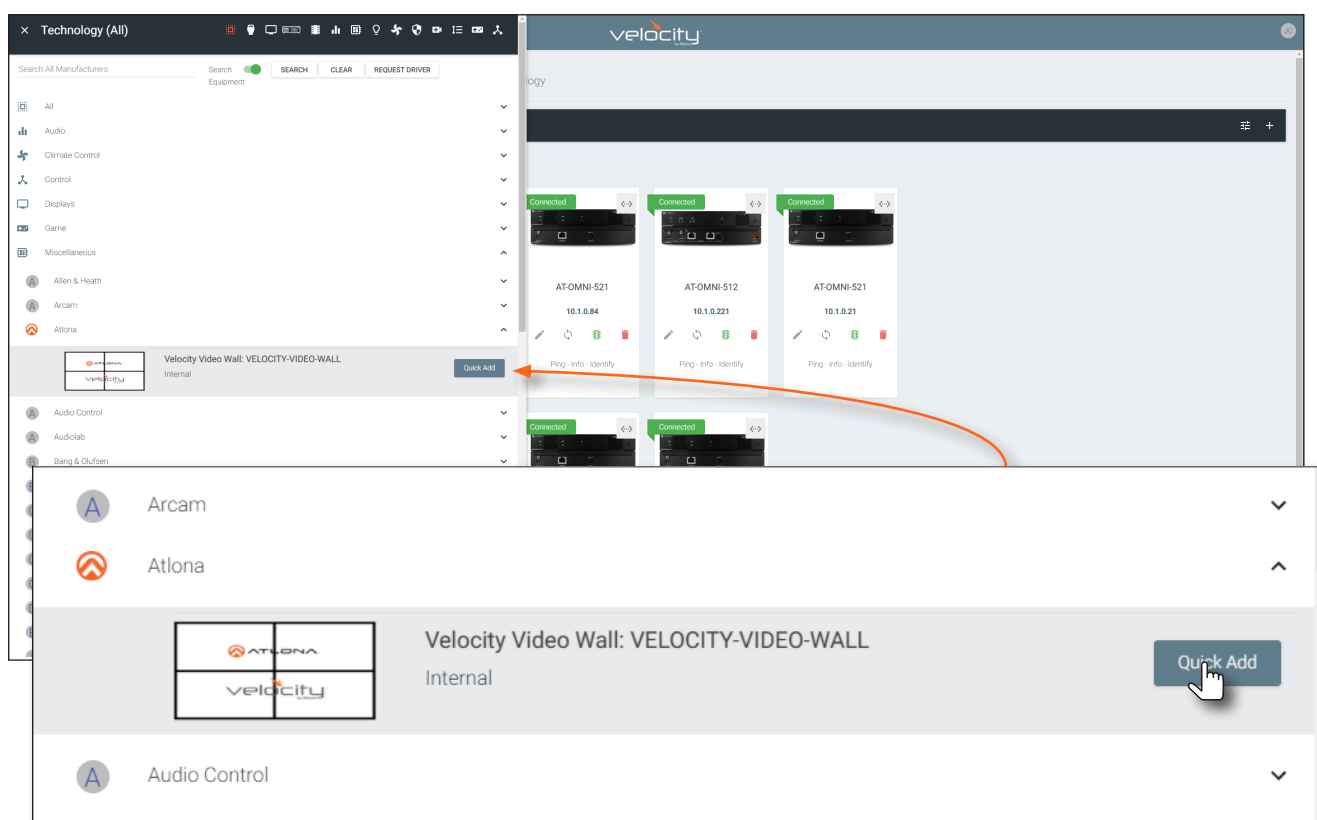 Technology (All)
velocity
JC
Search All Manufacturers
Search
Equipment
SEARCH
CLEAR
REQUEST DRIVER
ology
All
Audio
Climate Control
Control
Displays
Game
Miscellaneous
A Allen & Heath
A Arcam
Atlona
ATLONA
velocity
Velocity Video Wall: VELOCITY-VIDEO-WALL
Internal
Quick Add
A Audio Control
A Audiolab
B Bang & Olufsen
Connected
AT-OMNI-521
10.1.0.84
Ping - Info - Identify
Connected
AT-OMNI-512
10.1.0.221
Ping - Info - Identify
Connected
AT-OMNI-521
10.1.0.21
Ping - Info - Identify
Connected
Connected
A Arcam
Atlona
ATLONA
velocity
Velocity Video Wall: VELOCITY-VIDEO-WALL
Internal
Quick Add
A Audio Control